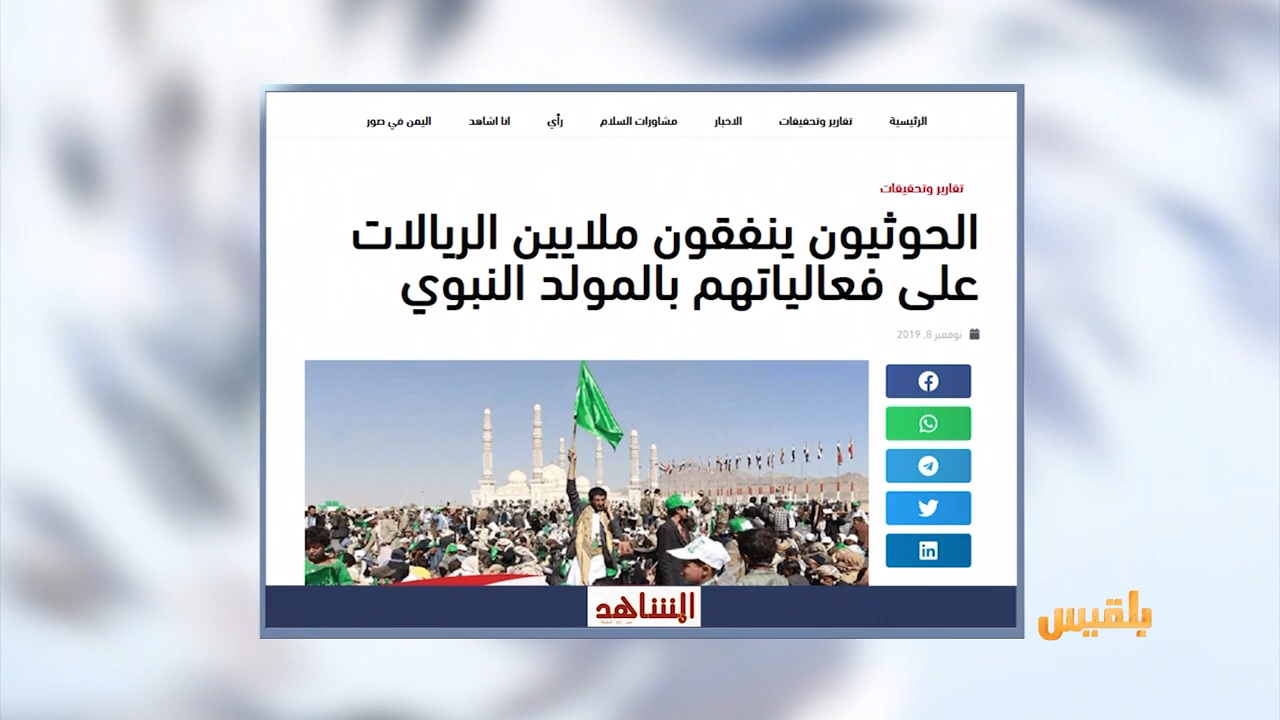 الرئيسية تقارير وتحقيقات الاخبار مشاورات السلام رأي انا اشاهد اليمن في صور
تقارير وتحقيقات
الحوثيون ينفقون ملايين الريالات
على فعالياتهم بالمولد النبوي
نوفمبر 8, 2019
المشاهد
بلقيس